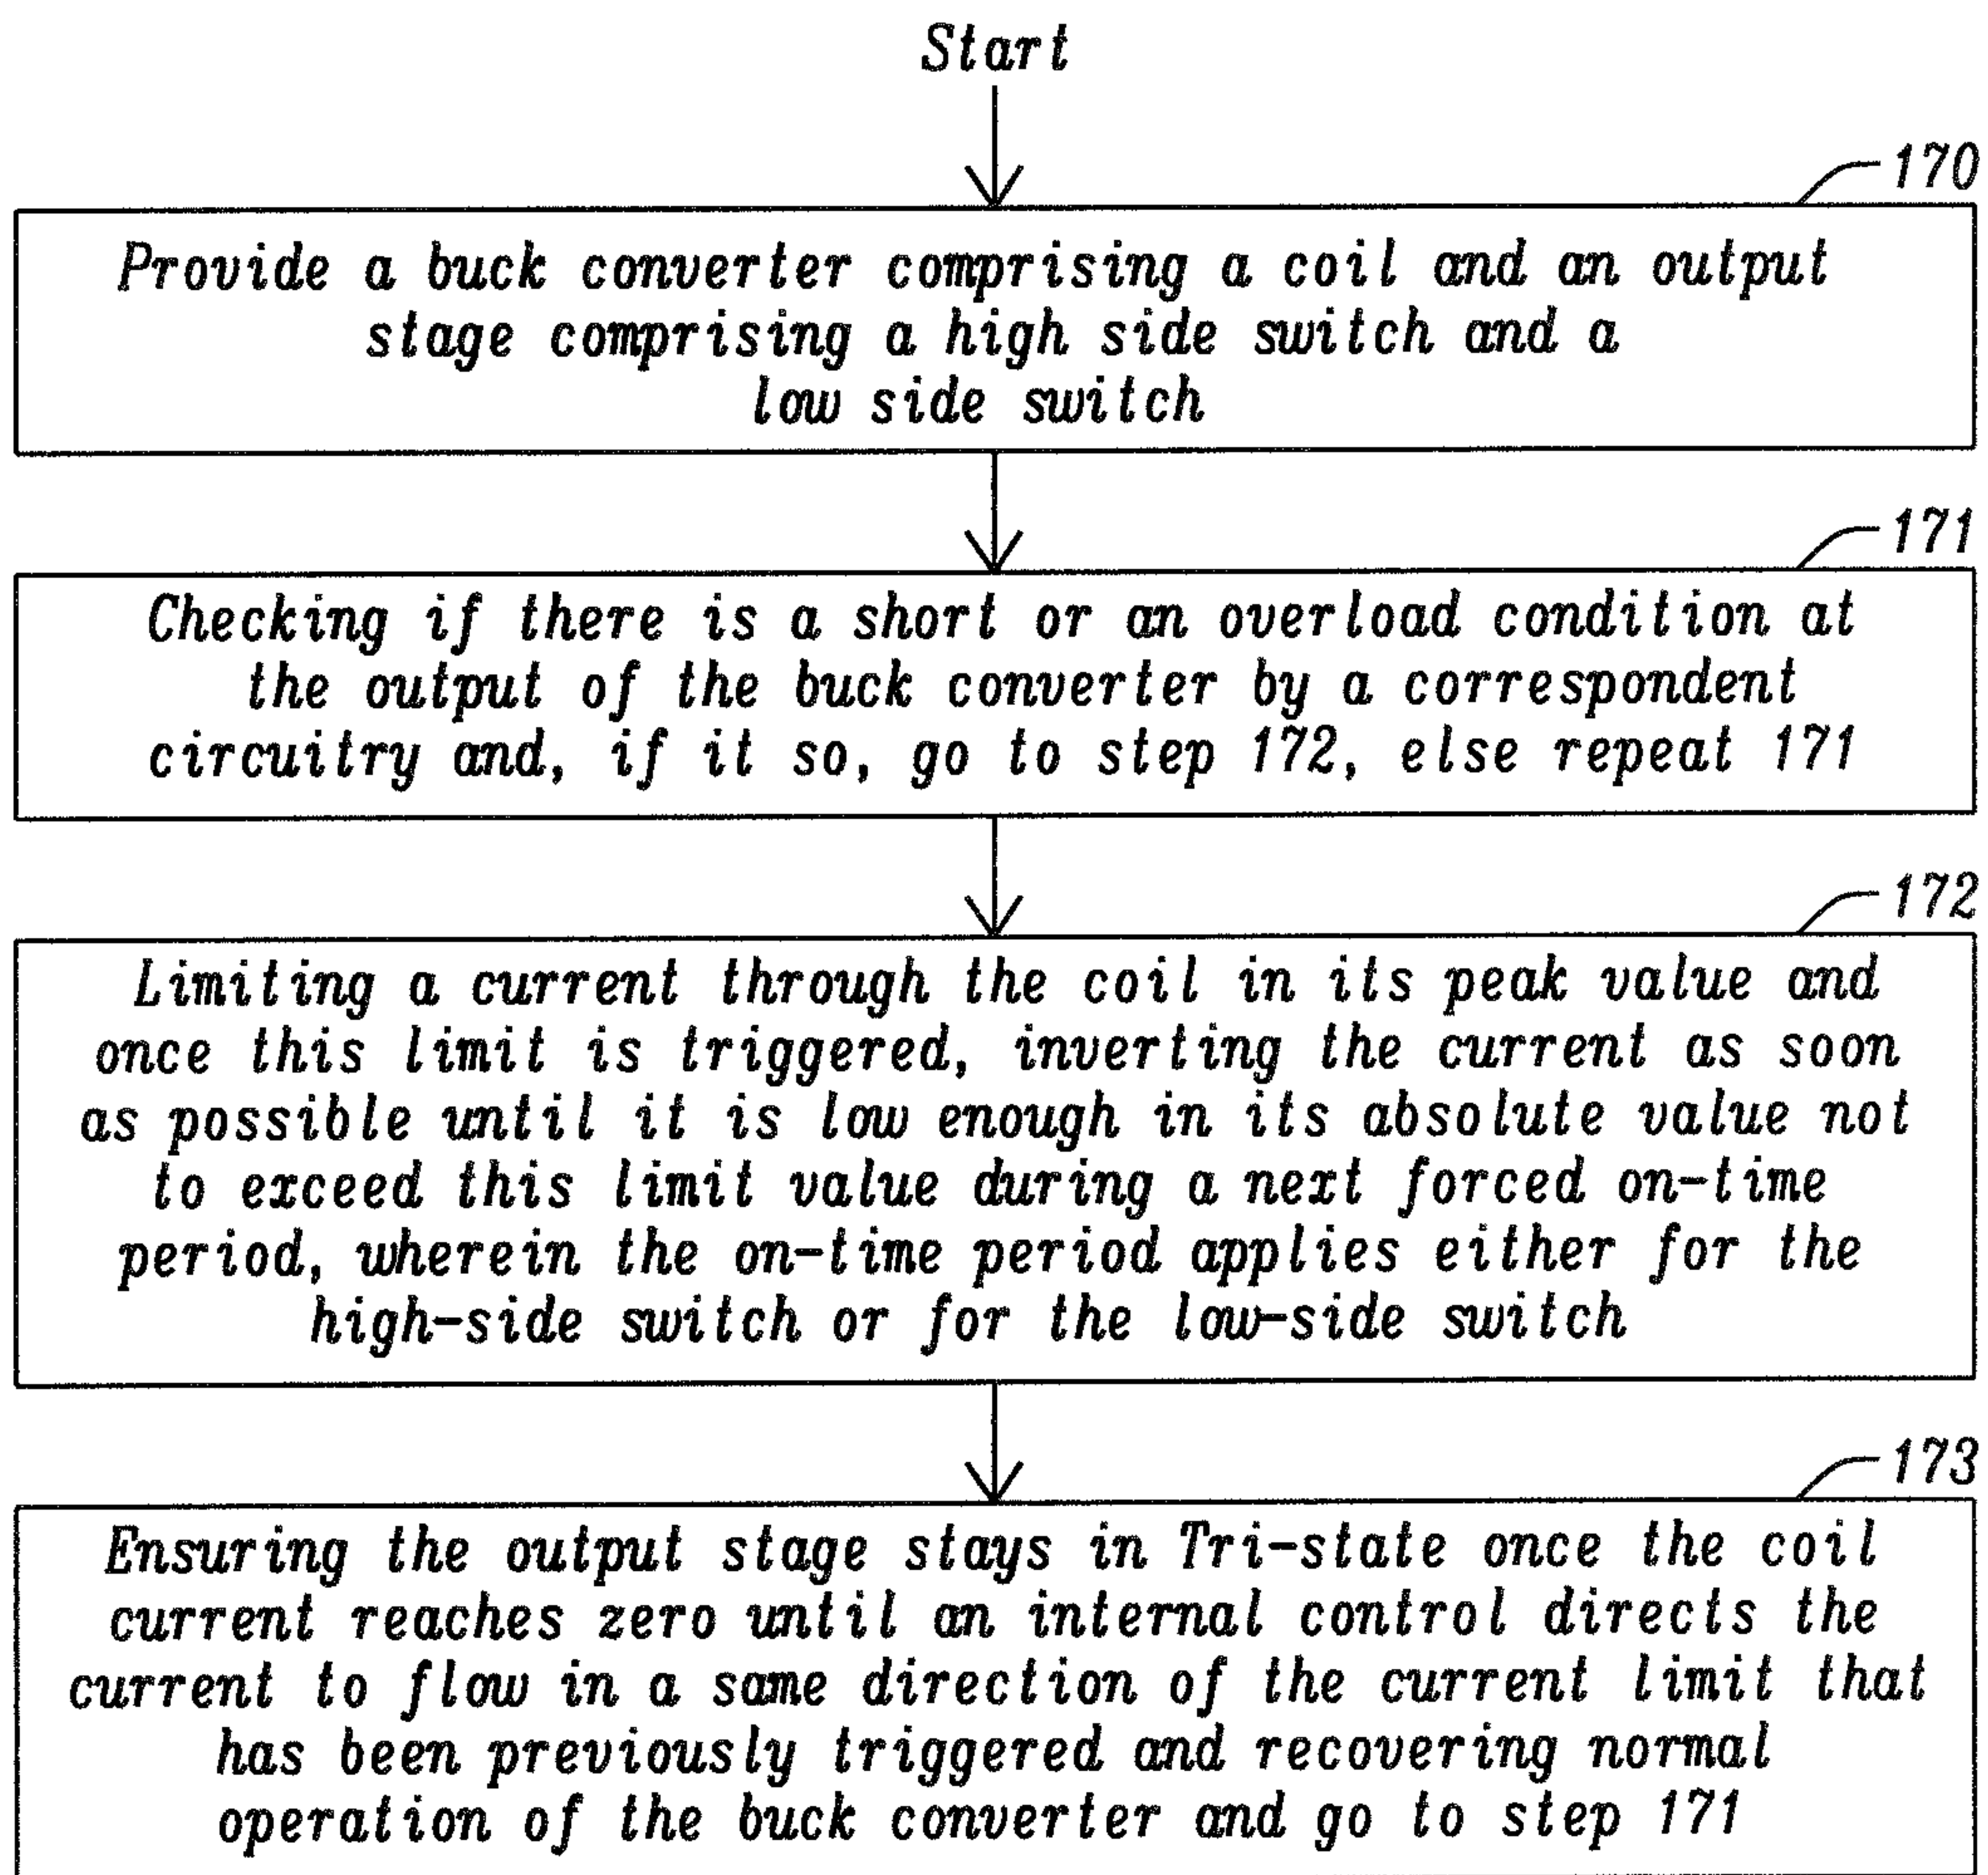 Start
170
Provide a buck converter comprising a coil and an output
stage comprising a high side switch and a
low side switch
171
Checking if there is a short or an overload condition at
the output of the buck converter by a correspondent
circuitry and, if it so, go to step 172, else repeat 171
172
Limiting a current through the coil in its peak value and
once this limit is triggered, inverting the current as soon
as possible until it is low enough in its absolute value not
to exceed this limit value during a next forced on-time
period, wherein the on-time period applies either for the
high-side switch or for the low-side switch
173
Ensuring the output stage stays in Tri-state once the coil
current reaches zero until an internal control directs the
current to flow in a same direction of the current limit that
has been previously triggered and recovering normal
operation of the buck converter and go to step 171